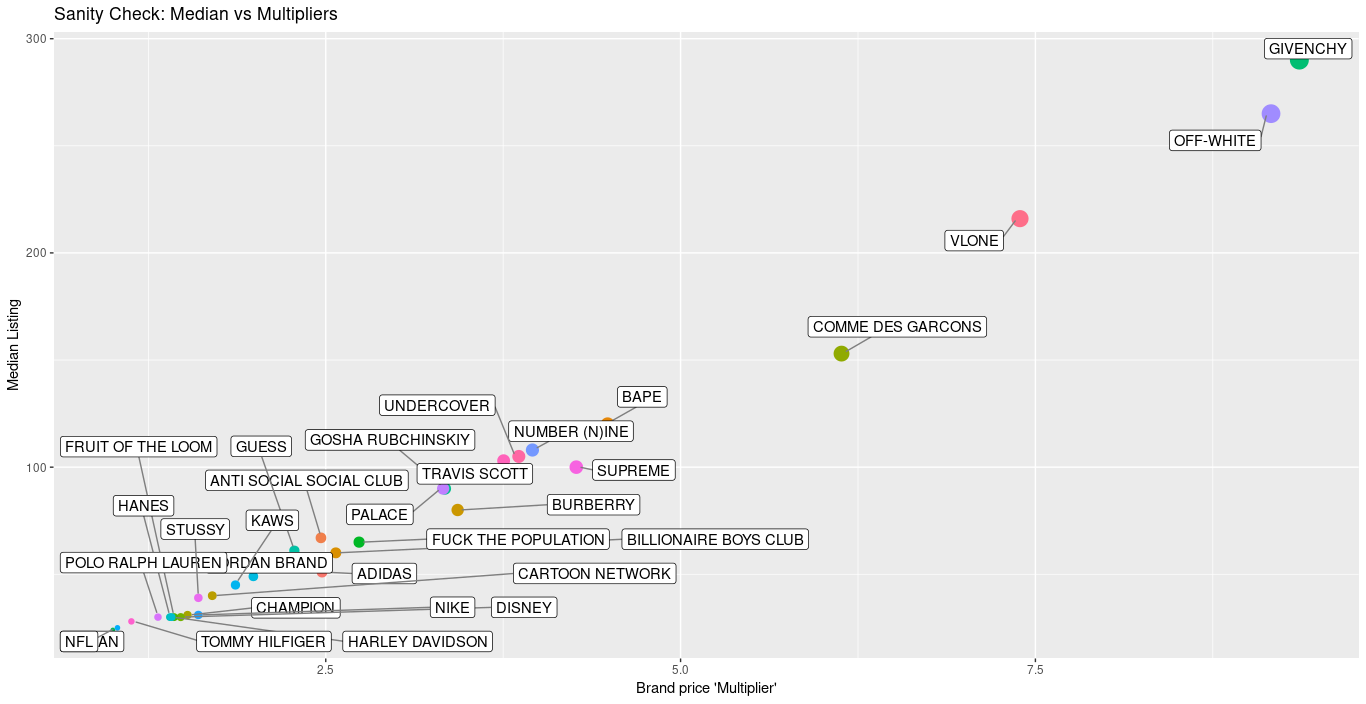 Sanity Check: Median vs Multipliers
300
GIVENCHY
OFF-WHITE
VLONE
200
COMME DES GARCONS
Median Listing
BAPE
UNDERCOVER
NUMBER (N)INE
GOSHA RUBCHINSKIY
FRUIT OF THE LOOM
GUESS
100
TRAVIS SCOTT
SUPREME
ANTI SOCIAL SOCIAL CLUB
HANES
BURBERRY
PALACE
KAWS
STUSSY
FUCK THE POPULATION
BILLIONAIRE BOYS CLUB
POLO RALPH LAUREN
RDAN BRAND
ADIDAS
CARTOON NETWORK
CHAMPION
NIKE
DISNEY
NFL
AN
TOMMY HILFIGER
HARLEY DAVIDSON
2.5
5.0
7.5
Brand price 'Multiplier'